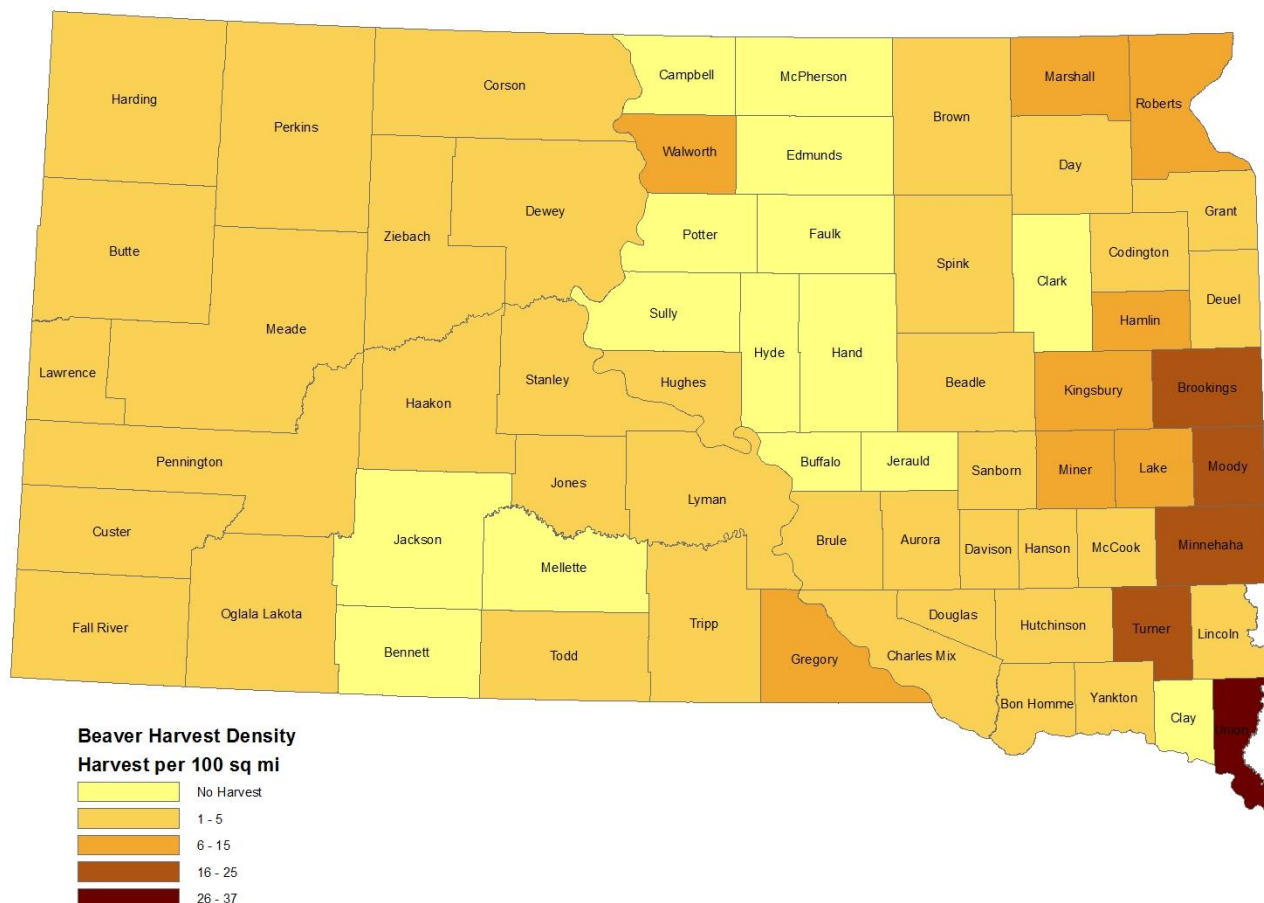 Campbell
McPherson
Marshall
Corson
Harding
Roberts
Brown
Perkins
Walworth
Edmunds
Day
Dewey
Grant
Ziebach
Potter
Faulk
Butte
Codington
Spink
Clark
Deuel
Sully
Hamlin
Meade
Hyde
Hand
Lawrence
Stanley
Hughes
Beadle
Kingsbury
Brookings
Haakon
Pennington
Buffalo
Jerauld
Sanborn
Miner
Lake
Moody
Jones
Lyman
Custer
Jackson
Brule
Aurora
Davison
Hanson
McCook
Minnehaha
Mellette
Oglala Lakota
Douglas
Fall River
Tripp
Hutchinson
Turner
Lincoln
Bennett
Todd
Gregory
Charles Mix
Bon Homme
Yankton
Clay
Union
Beaver Harvest Density
Harvest per 100 sq mi
No Harvest
1 - 5
6 - 15
16 - 25
26 - 37